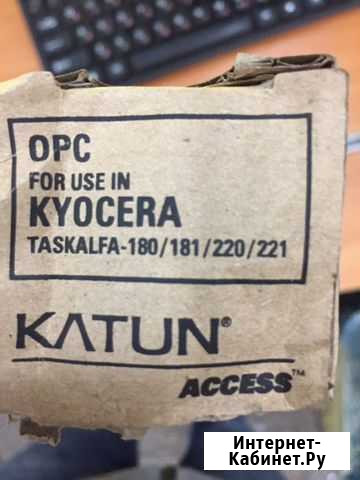 OPC
FOR USE IN
KYOCERA
TASKALFA-180/181/220/221
KATUN®
ACCESS™
Интернет-
Кабинет.Ру